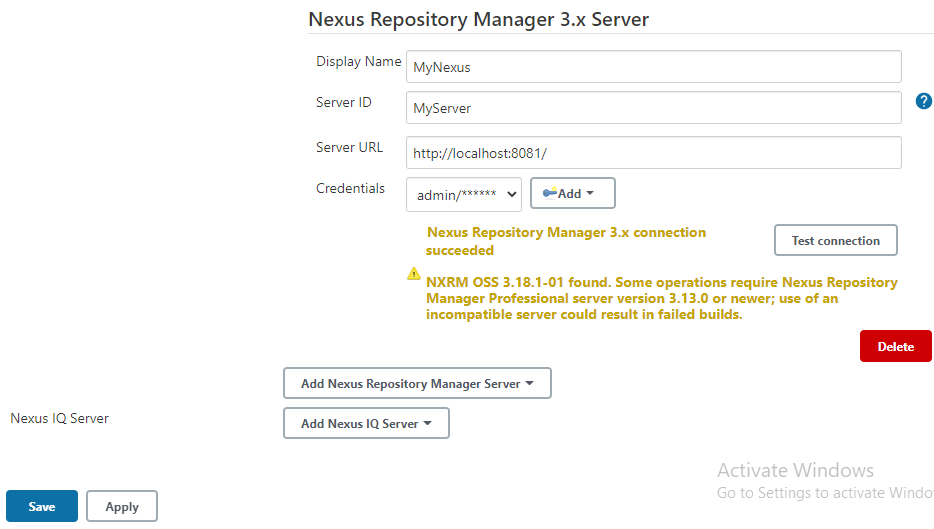 Nexus Repository Manager 3.x Server
Display Name
MyNexus
Server ID
MyServer
?
Server URL
http://localhost:8081/
Credentials
admin/******
Add
Nexus Repository Manager 3.x connection
succeeded
Test connection
NXRM OSS 3.18.1-01 found. Some operations require Nexus Repository
Manager Professional server version 3.13.0 or newer; use of an
incompatible server could result in failed builds.
Delete
Add Nexus Repository Manager Server
Nexus IQ Server
Add Nexus IQ Server
Activate Windows
Go to Settings to activate Windo
Save
Apply